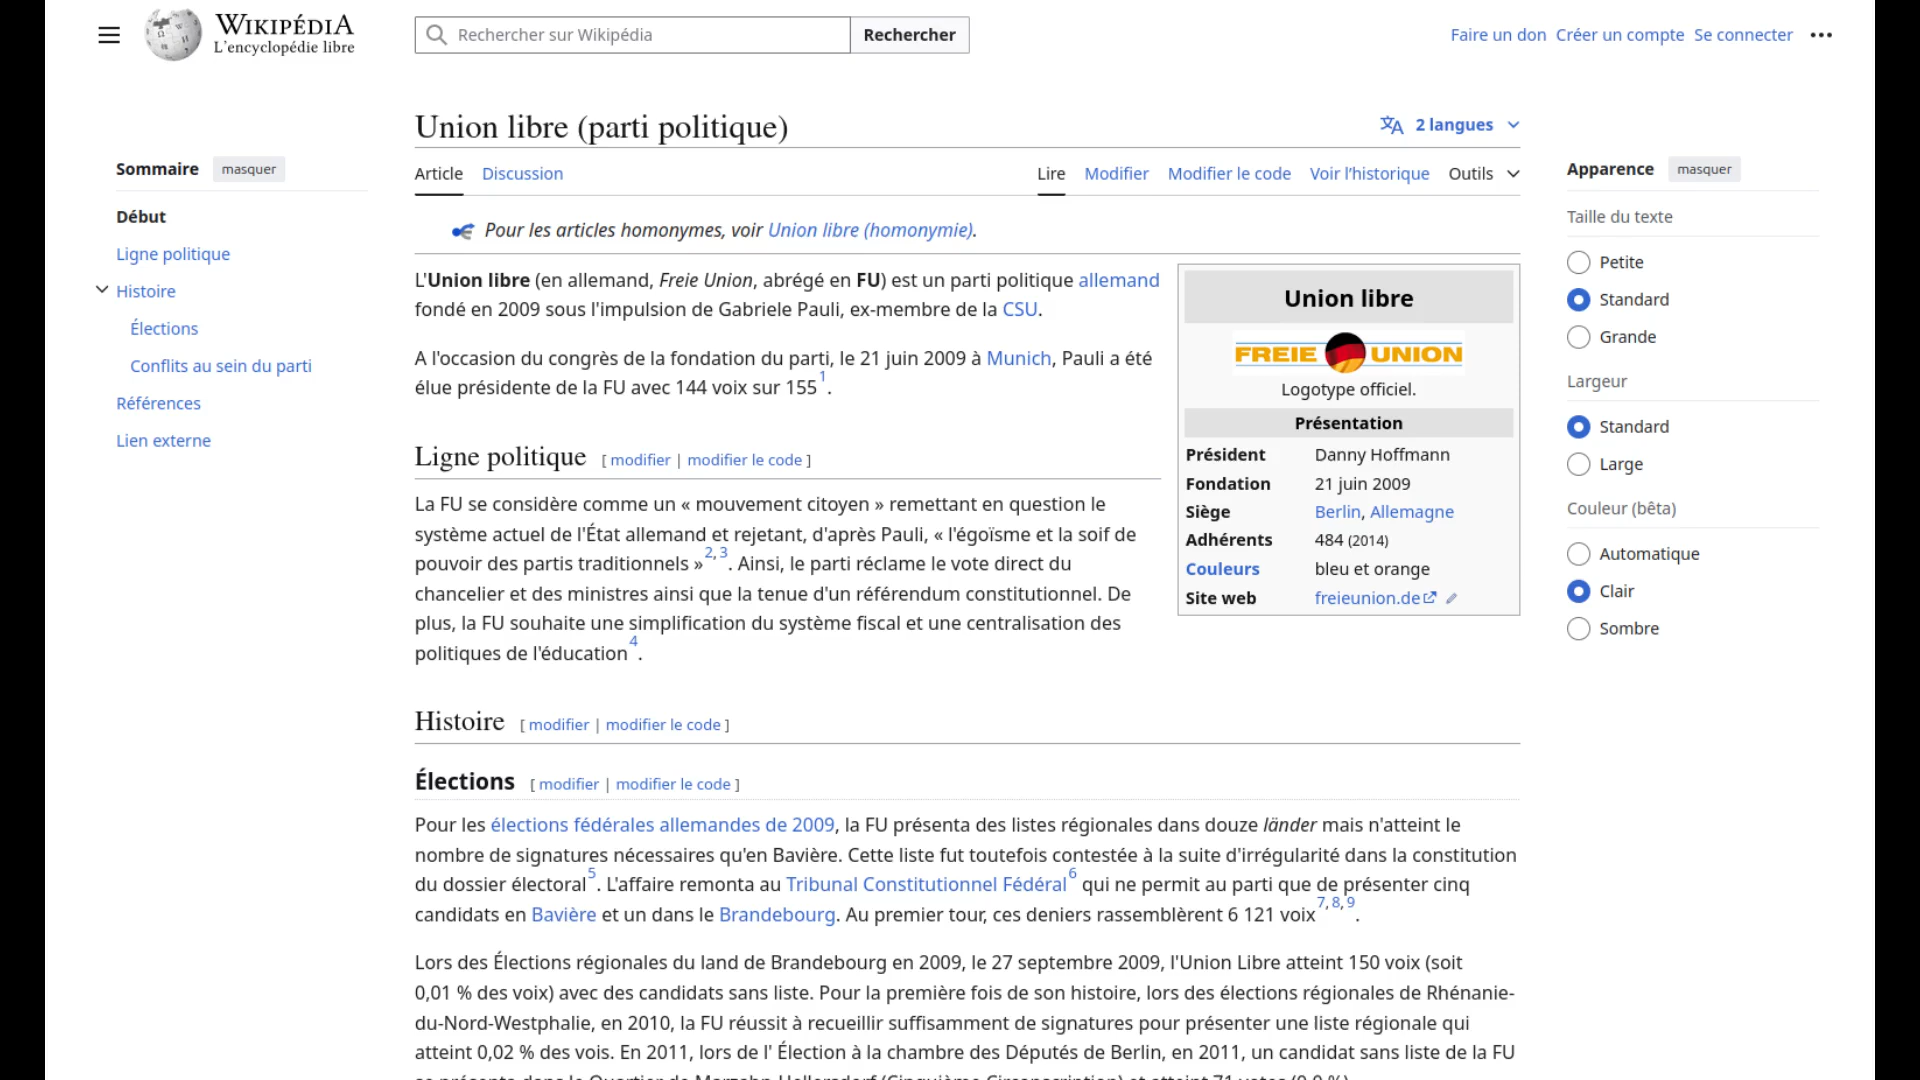 WIKIPÉDIA
L'encyclopédie libre
Rechercher sur Wikipédia
Rechercher
Faire un don Créer un compte Se connecter
Sommaire masquer
Début
Ligne politique
Histoire
Élections
Conflits au sein du parti
Références
Lien externe
Union libre (parti politique)
2 langues
Article Discussion
Lire Modifier Modifier le code Voir l'historique Outils
Pour les articles homonymes, voir Union libre (homonymie).
L'Union libre (en allemand, Freie Union, abrégé en FU) est un parti politique allemand
fondé en 2009 sous l'impulsion de Gabriele Pauli, ex-membre de la CSU.
A l'occasion du congrès de la fondation du parti, le 21 juin 2009 à Munich, Pauli a été
élue présidente de la FU avec 144 voix sur 155 1.
Union libre
FREIE UNION
Logotype officiel.
Présentation
Président Danny Hoffmann
Fondation 21 juin 2009
Siège Berlin, Allemagne
Adhérents 484 (2014)
Couleurs bleu et orange
Site web freieunion.de
Ligne politique [ modifier | modifier le code ]
La FU se considère comme un « mouvement citoyen » remettant en question le
système actuel de l'État allemand et rejetant, d'après Pauli, « l'égoïsme et la soif de
pouvoir des partis traditionnels » 2, 3. Ainsi, le parti réclame le vote direct du
chancelier et des ministres ainsi que la tenue d'un référendum constitutionnel. De
plus, la FU souhaite une simplification du système fiscal et une centralisation des
politiques de l'éducation 4.
Histoire [ modifier | modifier le code ]
Élections [ modifier | modifier le code ]
Pour les élections fédérales allemandes de 2009, la FU présenta des listes régionales dans douze länder mais n'atteint le
nombre de signatures nécessaires qu'en Bavière. Cette liste fut toutefois contestée à la suite d'irrégularité dans la constitution
du dossier électoral 5. L'affaire remonta au Tribunal Constitutionnel Fédéral 6 qui ne permit au parti que de présenter cinq
candidats en Bavière et un dans le Brandebourg. Au premier tour, ces deniers rassemblèrent 6 121 voix 7, 8, 9.
Lors des Élections régionales du land de Brandebourg en 2009, le 27 septembre 2009, l'Union Libre atteint 150 voix (soit
0,01 % des voix) avec des candidats sans liste. Pour la première fois de son histoire, lors des élections régionales de Rhénanie-
du-Nord-Westphalie, en 2010, la FU réussit à recueillir suffisamment de signatures pour présenter une liste régionale qui
atteint 0,02 % des vois. En 2011, lors de l' Élection à la chambre des Députés de Berlin, en 2011, un candidat sans liste de la FU
se présenta dans le Quartier de Marzahn-Hellersdorf (Cinquième Circonscription) et atteint 71 votes (0,0 %).
Apparence masquer
Taille du texte
Petite
Standard
Grande
Largeur
Standard
Large
Couleur (bêta)
Automatique
Clair
Sombre